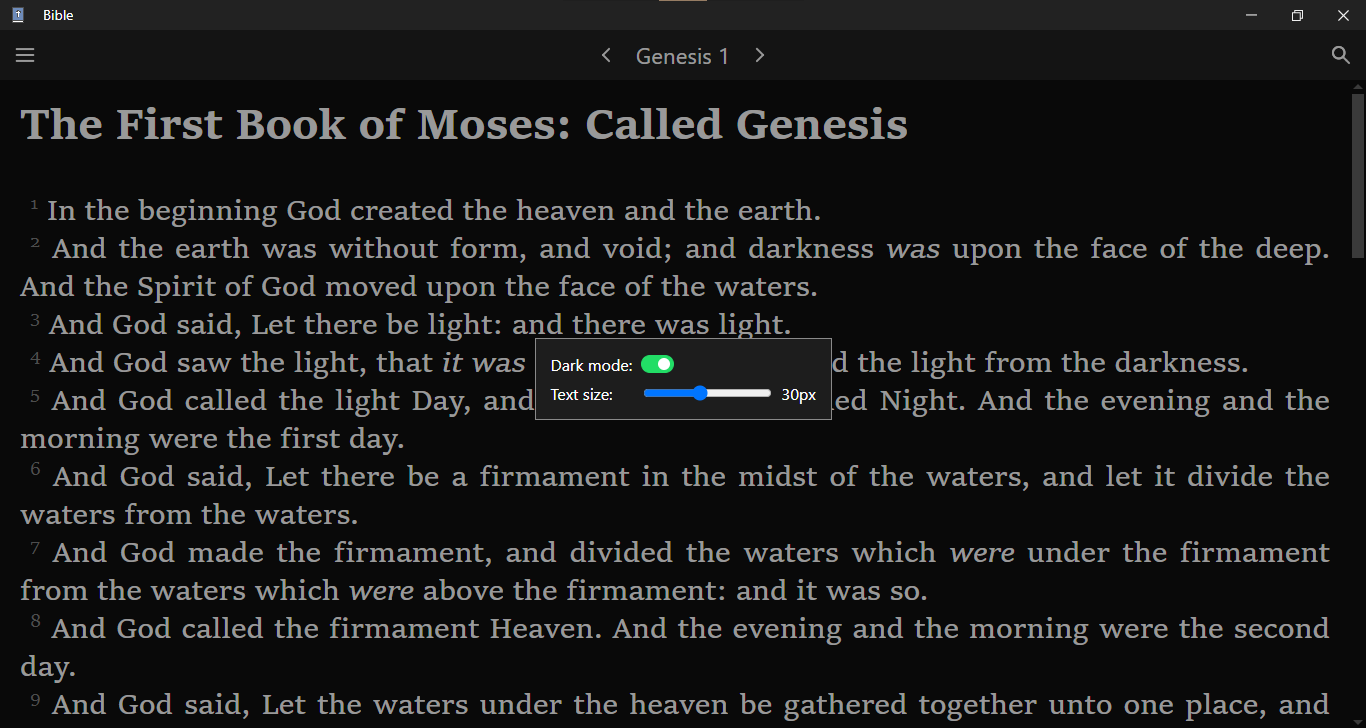 Bible
Genesis 1
The First Book of Moses: Called Genesis
1 In the beginning God created the heaven and the earth.
2 And the earth was without form, and void; and darkness was upon the face of the deep.
And the Spirit of God moved upon the face of the waters.
3 And God said, Let there be light: and there was light.
4 And God saw the light, that it was
d the light from the darkness.
Dark mode:
5 And God called the light Day, and
ed Night. And the evening and the
Text size: 30px
morning were the first day.
6 And God said, Let there be a firmament in the midst of the waters, and let it divide the
waters from the waters.
7 And God made the firmament, and divided the waters which were under the firmament
from the waters which were above the firmament: and it was so.
8 And God called the firmament Heaven. And the evening and the morning were the second
day.
9 And God said, Let the waters under the heaven be gathered together unto one place, and